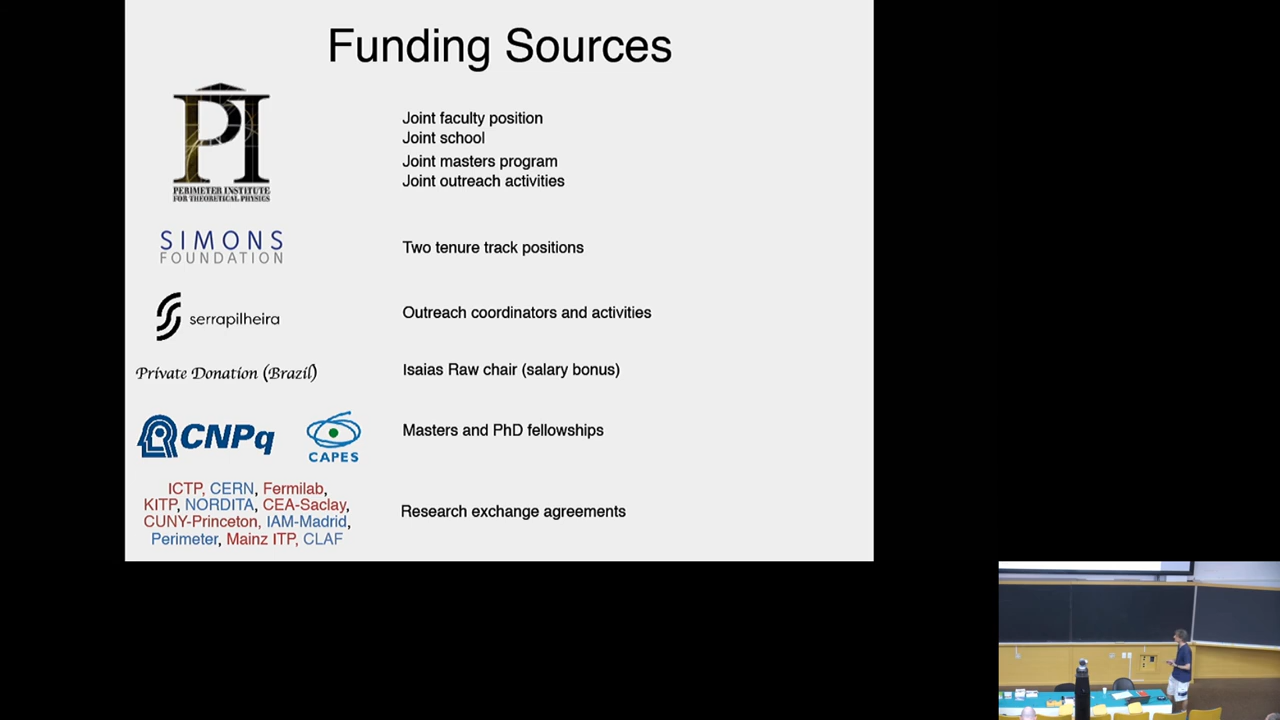 Funding Sources
PI
PERIMETER INSTITUTE
FOR THEORETICAL PHYSICS
Joint faculty position
Joint school
Joint masters program
Joint outreach activities
SIMONS
FOUNDATION
Two tenure track positions
serrapilheira
Outreach coordinators and activities
Private Donation (Brazil)
Isaias Raw chair (salary bonus)
CNPq
CAPES
Masters and PhD fellowships
ICTP, CERN, Fermilab,
KITP, NORDITA, CEA-Saclay,
CUNY-Princeton, IAM-Madrid,
Perimeter, Mainz ITP, CLAF
Research exchange agreements